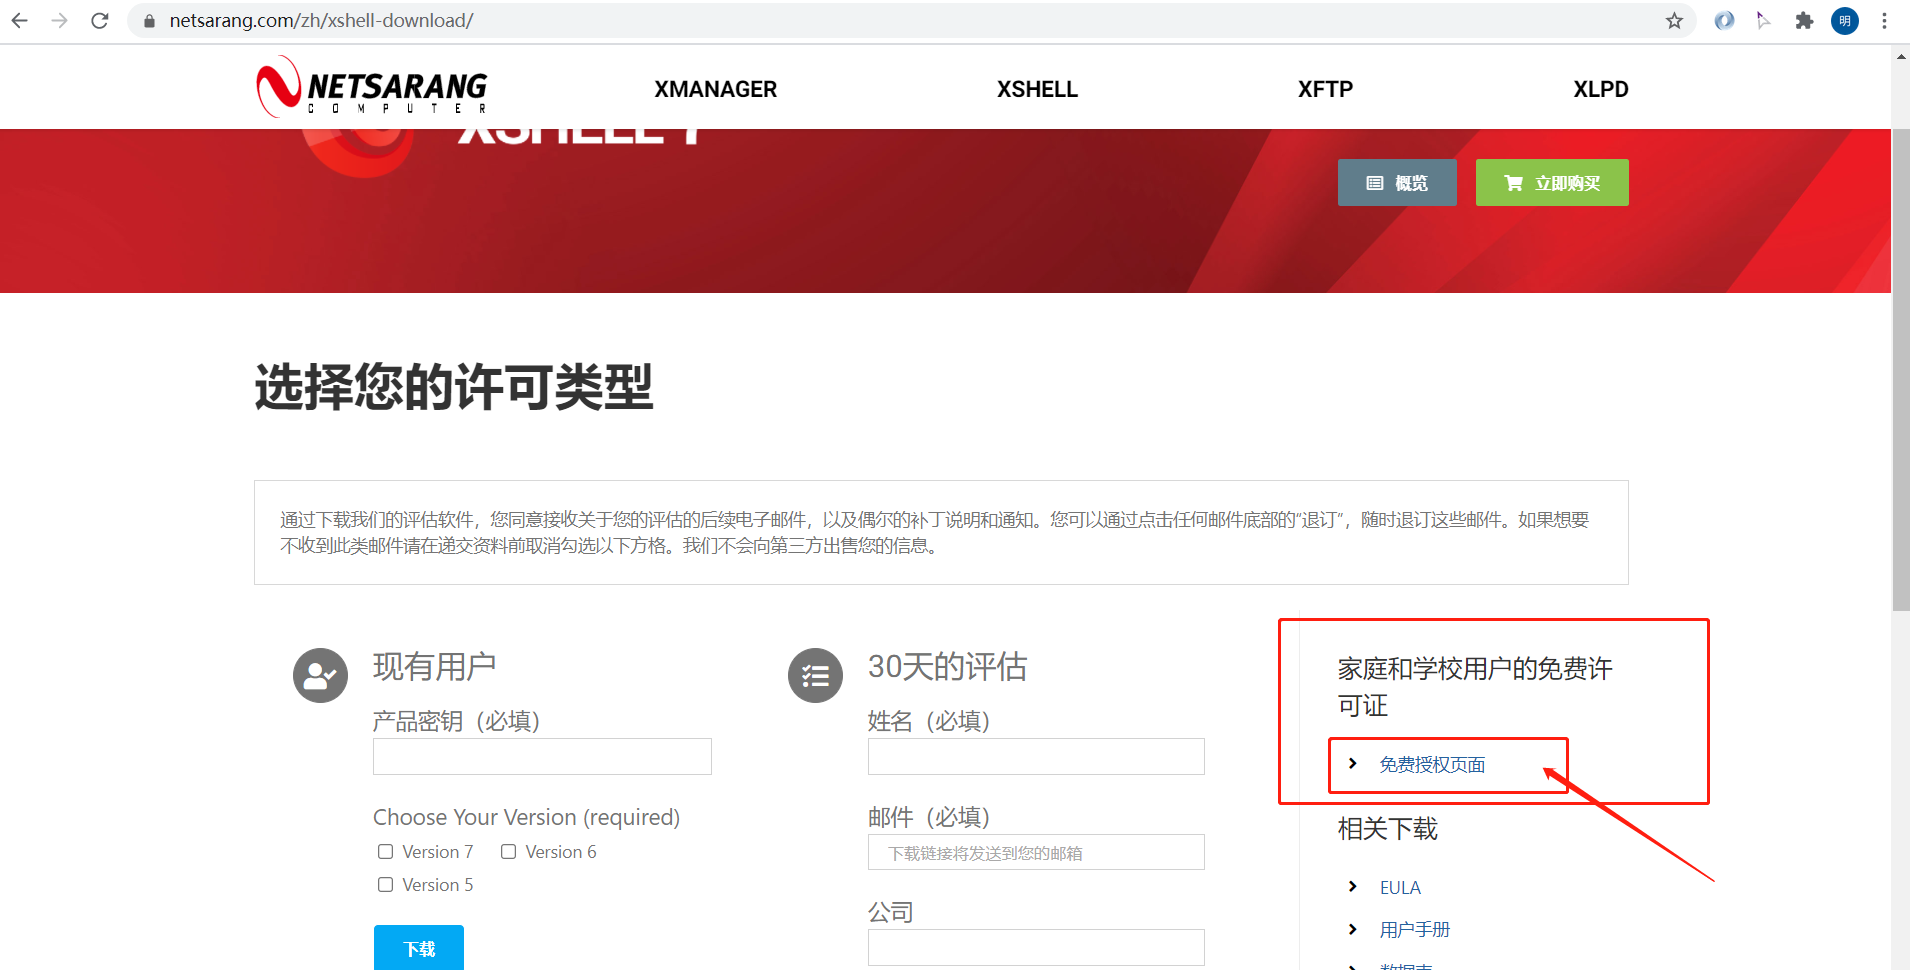 netsarang.com/zh/xshell-download/
明
NETSARANG
COMPUTER
XMANAGER
XSHELL
XFTP
XLPD
XSHELL 7
概览
立即购买
选择您的许可类型
通过下载我们的评估软件，您同意接收关于您的评估的后续电子邮件，以及偶尔的补丁说明和通知。您可以通过点击任何邮件底部的“退订”，随时退订这些邮件。如果想要
不收到此类邮件请在递交资料前取消勾选以下方格。我们不会向第三方出售您的信息。
现有用户
产品密钥（必填）
Choose Your Version (required)
Version 7
Version 6
Version 5
下载
30天的评估
姓名（必填）
邮件（必填）
下载链接将发送到您的邮箱
公司
家庭和学校用户的免费许
可证
免费授权页面
相关下载
EULA
用户手册